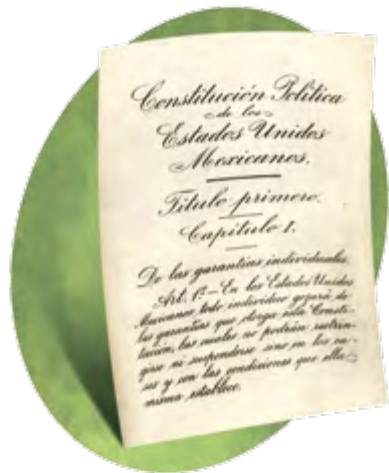 Constitución Política
de los
Estados Unidos
Mexicanos.
Título primero.
Capítulo I.
De las garantías individuales
Art. 1º.—En los Estados Unidos
Mexicanos todo individuo gozará de
las garantías que otorga esta Consti-
tución, las cuales no podrán restrin-
girse ni suspenderse sino en los ca-
sos y con las condiciones que ella
misma establece.